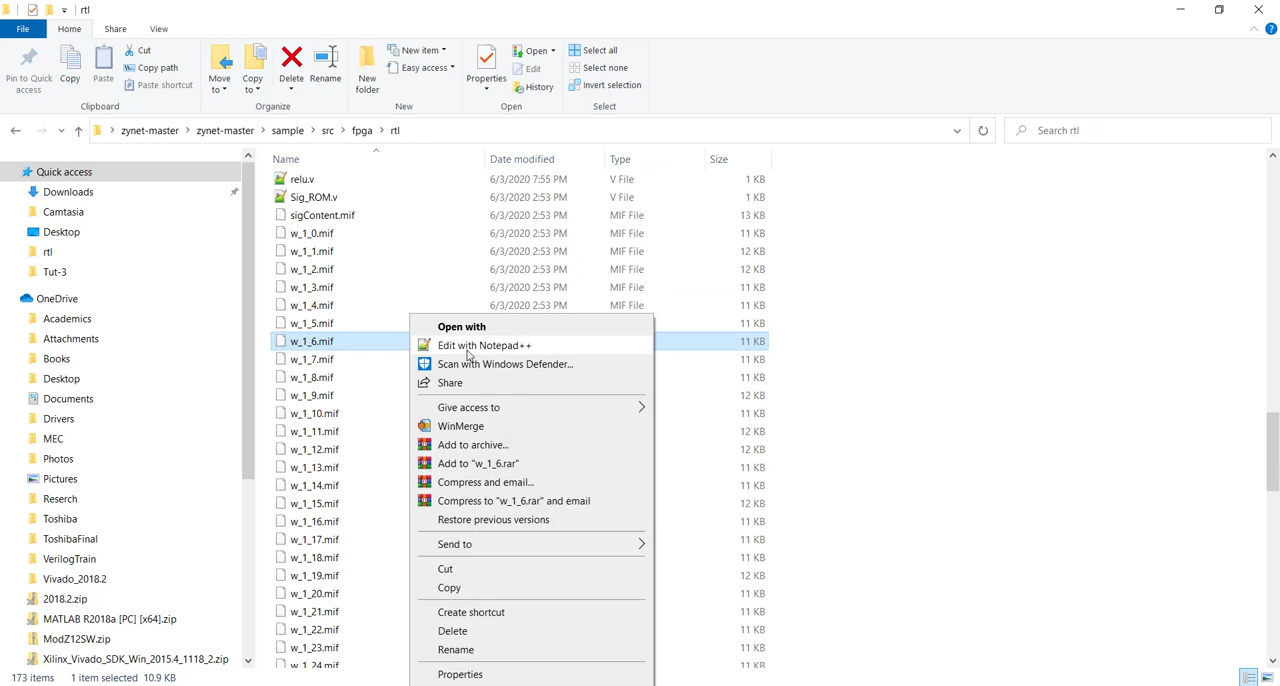 rtl
File Home Share View
Pin to Quick access
Copy
Paste
Cut
Copy path
Paste shortcut
Clipboard
Move to
Copy to
Delete
Rename
Organize
New folder
New item
Easy access
New
Properties
Open
Edit
History
Open
Select all
Select none
Invert selection
Select
zynet-master > zynet-master > sample > src > fpga > rtl
Search rtl
Quick access
Downloads
Camtasia
Desktop
rtl
Tut-3
OneDrive
Academics
Attachments
Books
Desktop
Documents
Drivers
MEC
Photos
Pictures
Reserch
Toshiba
ToshibaFinal
VerilogTrain
Vivado_2018.2
2018.2.zip
MATLAB R2018a [PC] [x64].zip
ModZ12SW.zip
Xilinx_Vivado_SDK_Win_2015.4_1118_2.zip
Name Date modified Type Size
relu.v 6/3/2020 7:55 PM V File 1 KB
Sig_ROM.v 6/3/2020 2:53 PM V File 1 KB
sigContent.mif 6/3/2020 2:53 PM MIF File 13 KB
w_1_0.mif 6/3/2020 2:53 PM MIF File 11 KB
w_1_1.mif 6/3/2020 2:53 PM MIF File 12 KB
w_1_2.mif 6/3/2020 2:53 PM MIF File 12 KB
w_1_3.mif 6/3/2020 2:53 PM MIF File 11 KB
w_1_4.mif 6/3/2020 2:53 PM MIF File 11 KB
w_1_5.mif 11 KB
w_1_6.mif 11 KB
w_1_7.mif 11 KB
w_1_8.mif 11 KB
w_1_9.mif 12 KB
w_1_10.mif 11 KB
w_1_11.mif 12 KB
w_1_12.mif 12 KB
w_1_13.mif 11 KB
w_1_14.mif 11 KB
w_1_15.mif 12 KB
w_1_16.mif 11 KB
w_1_17.mif 11 KB
w_1_18.mif 11 KB
w_1_19.mif 12 KB
w_1_20.mif 11 KB
w_1_21.mif 11 KB
w_1_22.mif 11 KB
w_1_23.mif 11 KB
w_1_24.mif 11 KB
Open with
Edit with Notepad++
Scan with Windows Defender...
Share
Give access to
WinMerge
Add to archive...
Add to "w_1_6.rar"
Compress and email...
Compress to "w_1_6.rar" and email
Restore previous versions
Send to
Cut
Copy
Create shortcut
Delete
Rename
Properties
173 items 1 item selected 10.9 KB